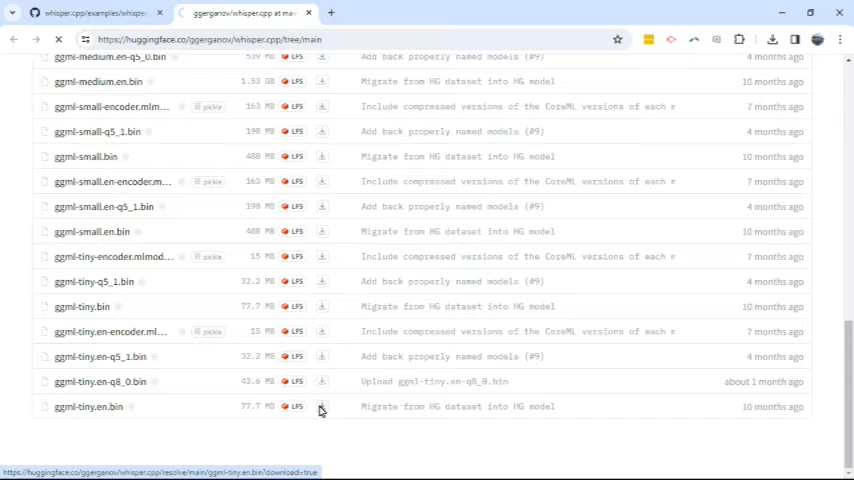 whisper.cpp/examples/whisper
ggerganov/whisper.cpp at ma
https://huggingface.co/ggerganov/whisper.cpp/tree/main
ggml-medium.en-q5_0.bin 539 MB LFS Add back properly named models (#9) 4 months ago
ggml-medium.en.bin 1.53 GB LFS Migrate from HG dataset into HG model 10 months ago
ggml-small-encoder.mlm... pickle 163 MB LFS Include compressed versions of the CoreML versions of each m 7 months ago
ggml-small-q5_1.bin 190 MB LFS Add back properly named models (#9) 4 months ago
ggml-small.bin 488 MB LFS Migrate from HG dataset into HG model 10 months ago
ggml-small.en-encoder.m... pickle 163 MB LFS Include compressed versions of the CoreML versions of each m 7 months ago
ggml-small.en-q5_1.bin 190 MB LFS Add back properly named models (#9) 4 months ago
ggml-small.en.bin 488 MB LFS Migrate from HG dataset into HG model 10 months ago
ggml-tiny-encoder.mlmod... pickle 15 MB LFS Include compressed versions of the CoreML versions of each m 7 months ago
ggml-tiny-q5_1.bin 32.2 MB LFS Add back properly named models (#9) 4 months ago
ggml-tiny.bin 77.7 MB LFS Migrate from HG dataset into HG model 10 months ago
ggml-tiny.en-encoder.ml... pickle 15 MB LFS Include compressed versions of the CoreML versions of each m 7 months ago
ggml-tiny.en-q5_1.bin 32.2 MB LFS Add back properly named models (#9) 4 months ago
ggml-tiny.en-q8_0.bin 43.6 MB LFS Upload ggml-tiny.en-q8_0.bin about 1 month ago
ggml-tiny.en.bin 77.7 MB LFS Migrate from HG dataset into HG model 10 months ago
https://huggingface.co/ggerganov/whisper.cpp/resolve/main/ggml-tiny.en.bin?download=true